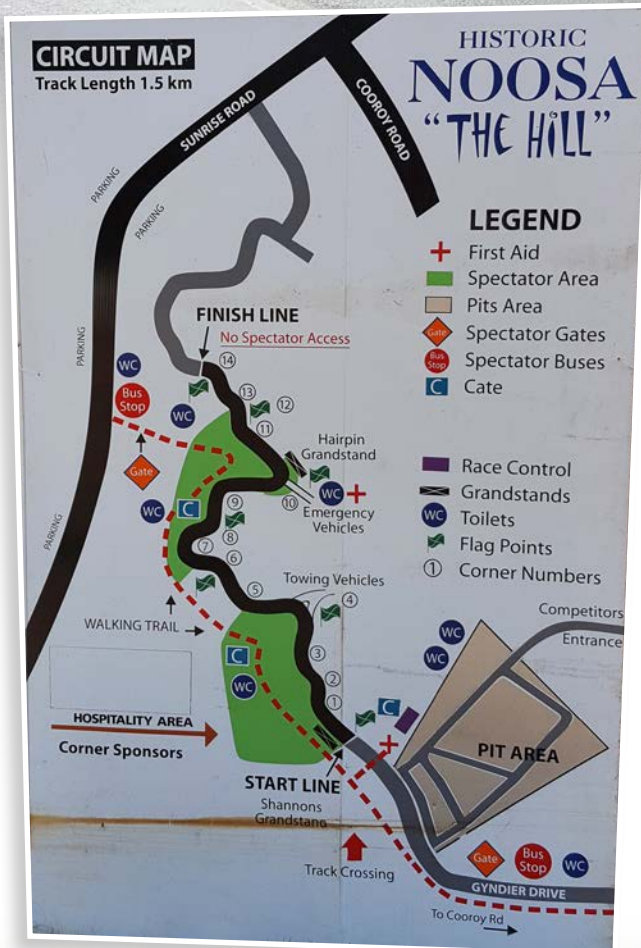 CIRCUIT MAP
Track Length 1.5 km
HISTORIC
NOOSA
"THE HiLL"
SUNRISE ROAD
COOROY ROAD
PARKING
PARKING
PARKING
PARKING
LEGEND
First Aid
Spectator Area
Pits Area
Gate
Spectator Gates
Bus
Stop
Spectator Buses
C
Cate
Race Control
Grandstands
WC
Toilets
Flag Points
1
Corner Numbers
FINISH LINE
No Spectator Access
14
WC
Bus
Stop
WC
13
12
11
Gate
Hairpin
Grandstand
WC
10
Emergency
Vehicles
WC
C
9
8
7
6
5
Towing Vehicles
4
WALKING TRAIL
3
2
1
C
WC
HOSPITALITY AREA
Corner Sponsors
START LINE
Shannons
Grandstand
C
Competitors
Entrance
WC
WC
PIT AREA
Track Crossing
Gate
Bus
Stop
WC
GYNDIER DRIVE
To Cooroy Rd